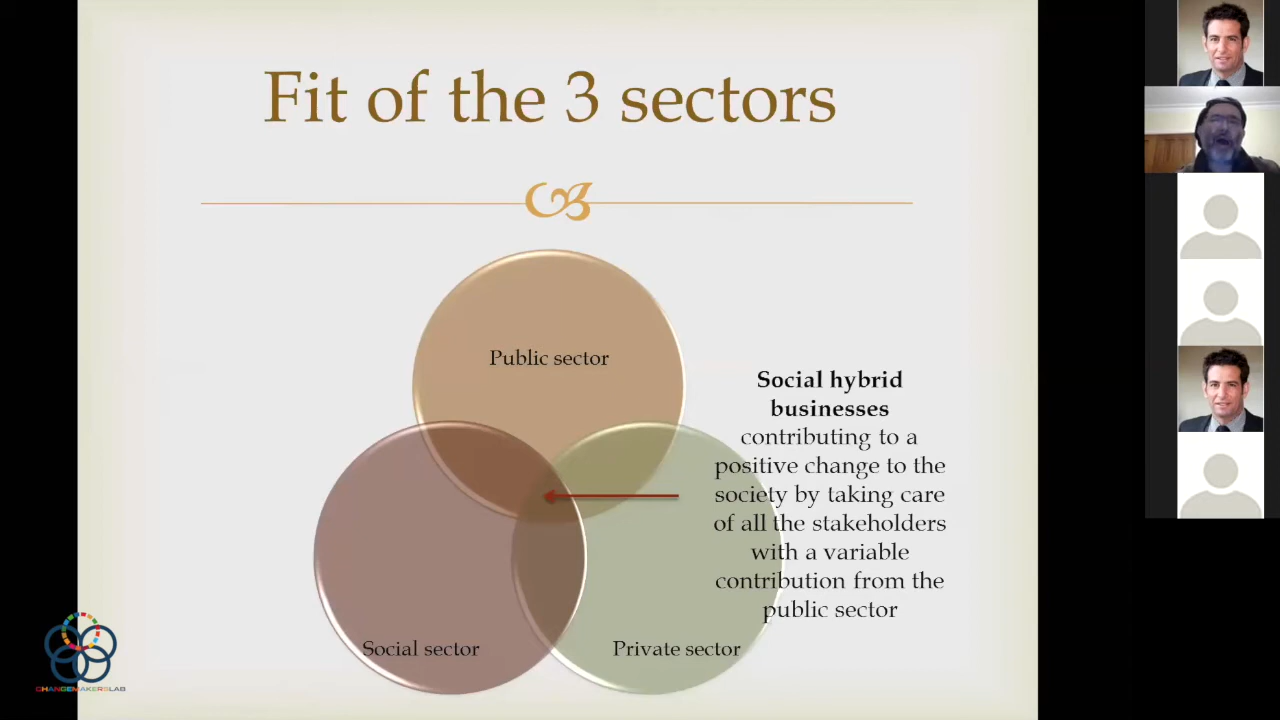 Fit of the 3 sectors
Public sector
Social hybrid
businesses
contributing to a
positive change to the
society by taking care
of all the stakeholders
with a variable
contribution from the
public sector
Social sector
Private sector
CHANGEMAKERSLAB